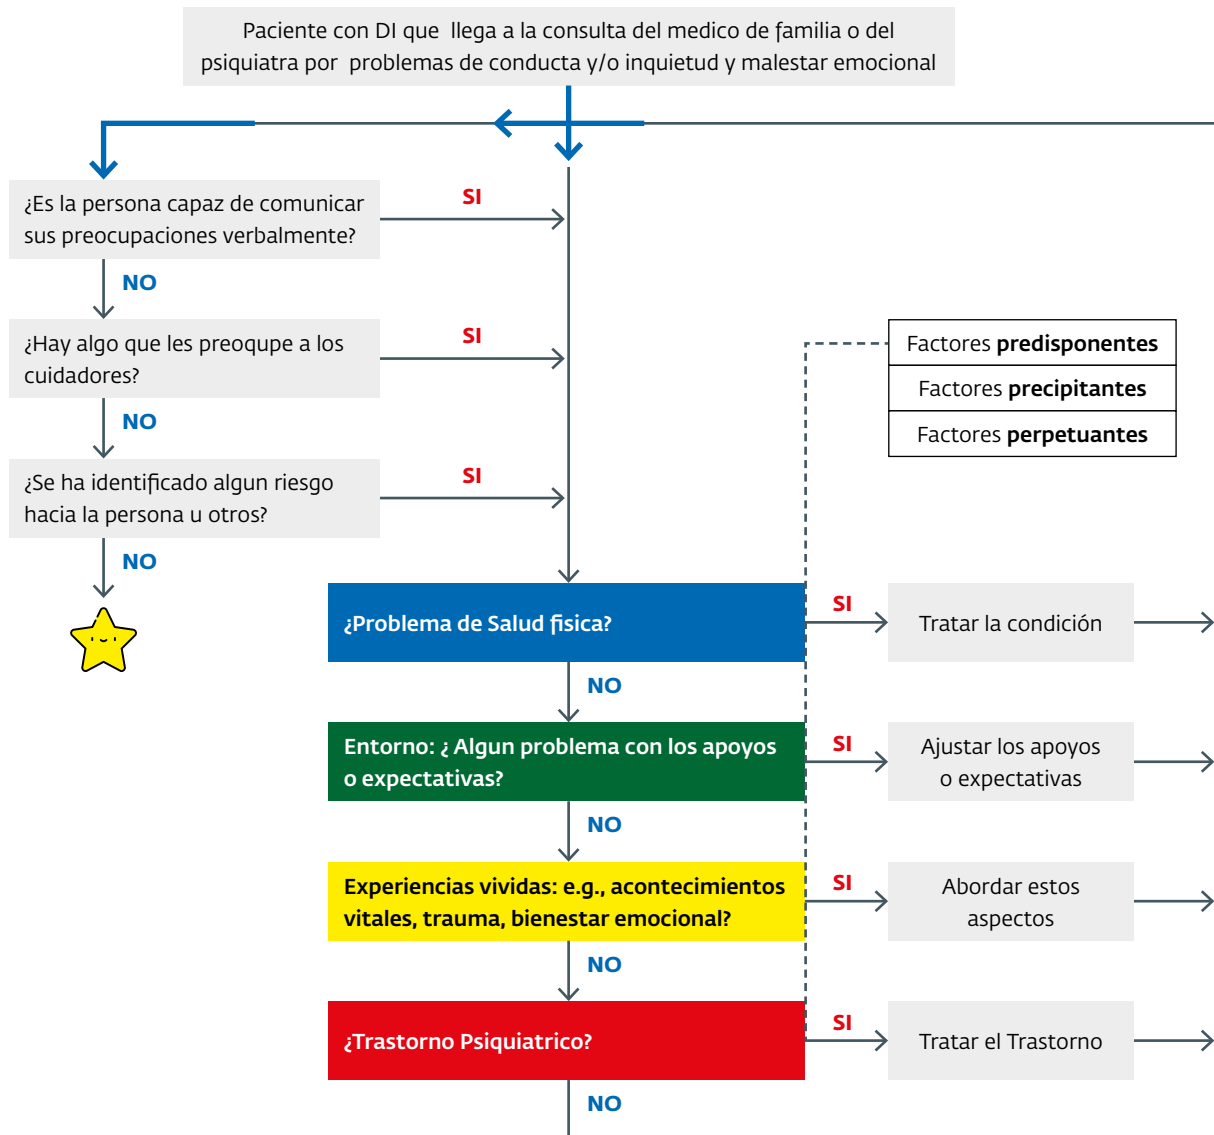 Paciente con DI que llega a la consulta del medico de familia o del
psiquiatra por problemas de conducta y/o inquietud y malestar emocional
¿Es la persona capaz de comunicar
sus preocupaciones verbalmente?
SI
NO
¿Hay algo que les preoqupe a los
cuidadores?
SI
NO
Factores predisponentes
Factores precipitantes
Factores perpetuantes
¿Se ha identificado algun riesgo
hacia la persona u otros?
SI
NO
¿Problema de Salud fisica?
SI
Tratar la condición
NO
Entorno: ¿ Algun problema con los apoyos
o expectativas?
SI
Ajustar los apoyos
o expectativas
NO
Experiencias vividas: e.g., acontecimientos
vitales, trauma, bienestar emocional?
SI
Abordar estos
aspectos
NO
¿Trastorno Psiquiatrico?
SI
Tratar el Trastorno
NO